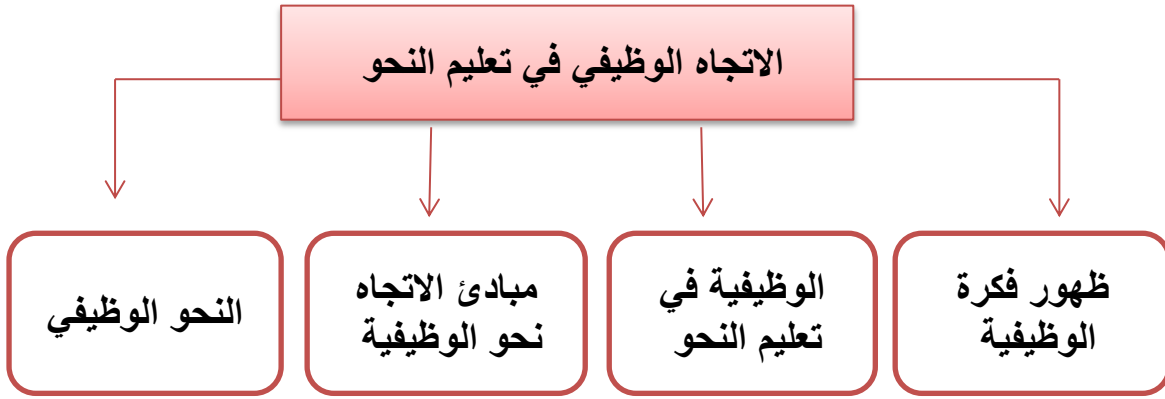 الاتجاه الوظيفي في تعليم النحو
ظهور فكرة
الوظيفية
الوظيفية في
تعليم النحو
مبادئ الاتجاه
نحو الوظيفية
النحو الوظيفي